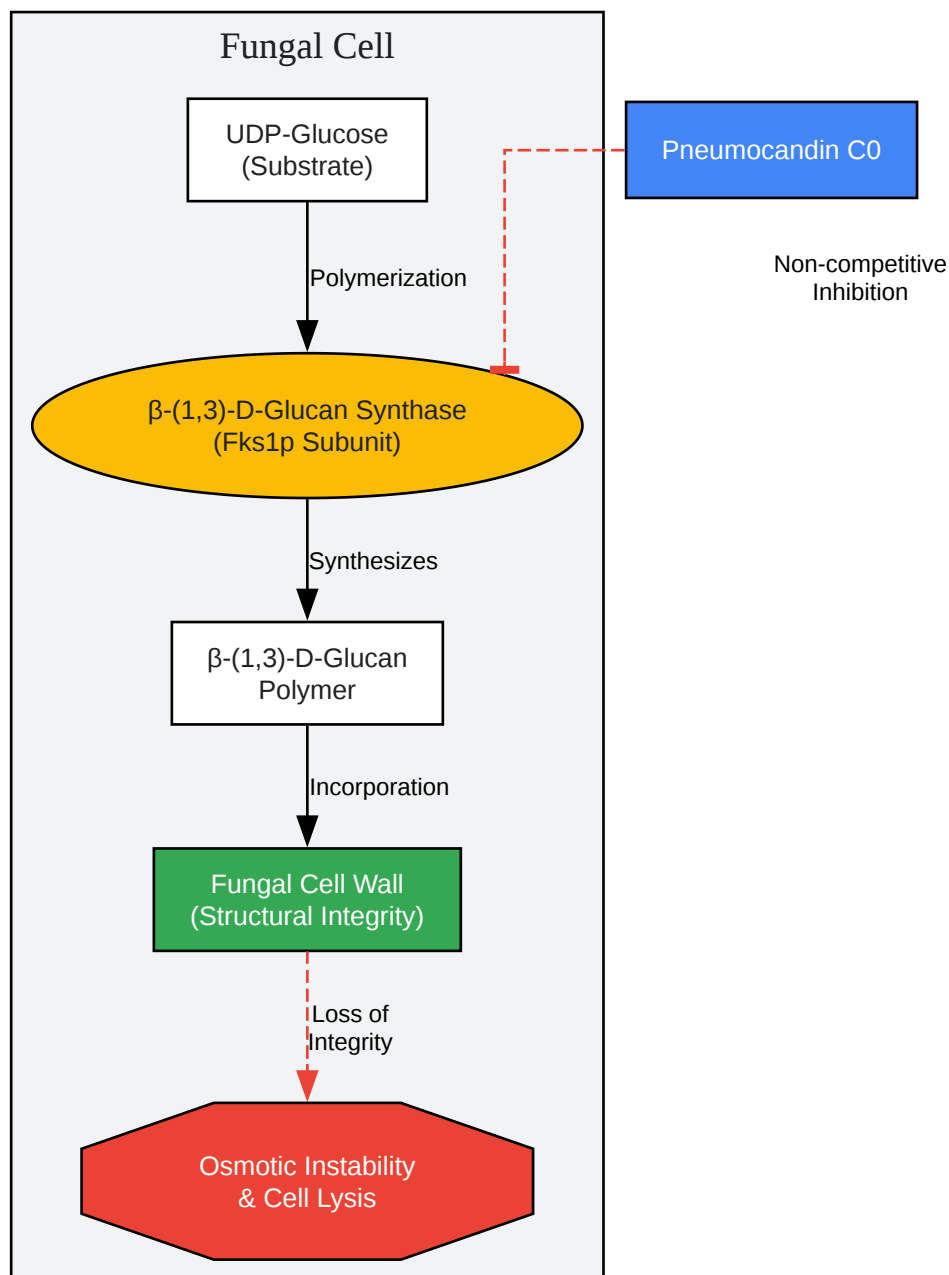 Fungal Cell
UDP-Glucose
(Substrate)
Pneumocandin C0
Polymerization
Non-competitive
Inhibition
β-(1,3)-D-Glucan Synthase
(Fks1p Subunit)
Synthesizes
β-(1,3)-D-Glucan
Polymer
Incorporation
Fungal Cell Wall
(Structural Integrity)
Loss of
Integrity
Osmotic Instability
& Cell Lysis